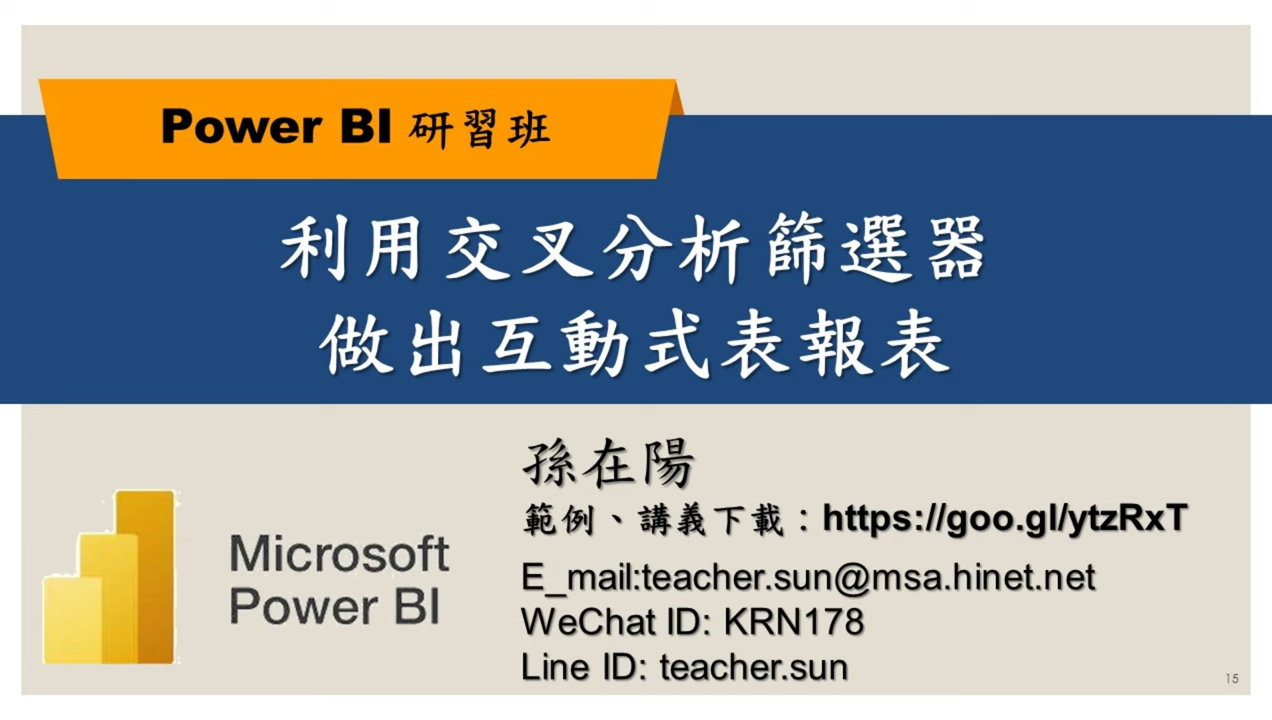 Power BI 研習班
利用交叉分析篩選器
做出互動式表報表
孫在陽
範例、講義下載：https://goo.gl/ytzRxT
E_mail:teacher.sun@msa.hinet.net
WeChat ID: KRN178
Line ID: teacher.sun
Microsoft
Power BI
15